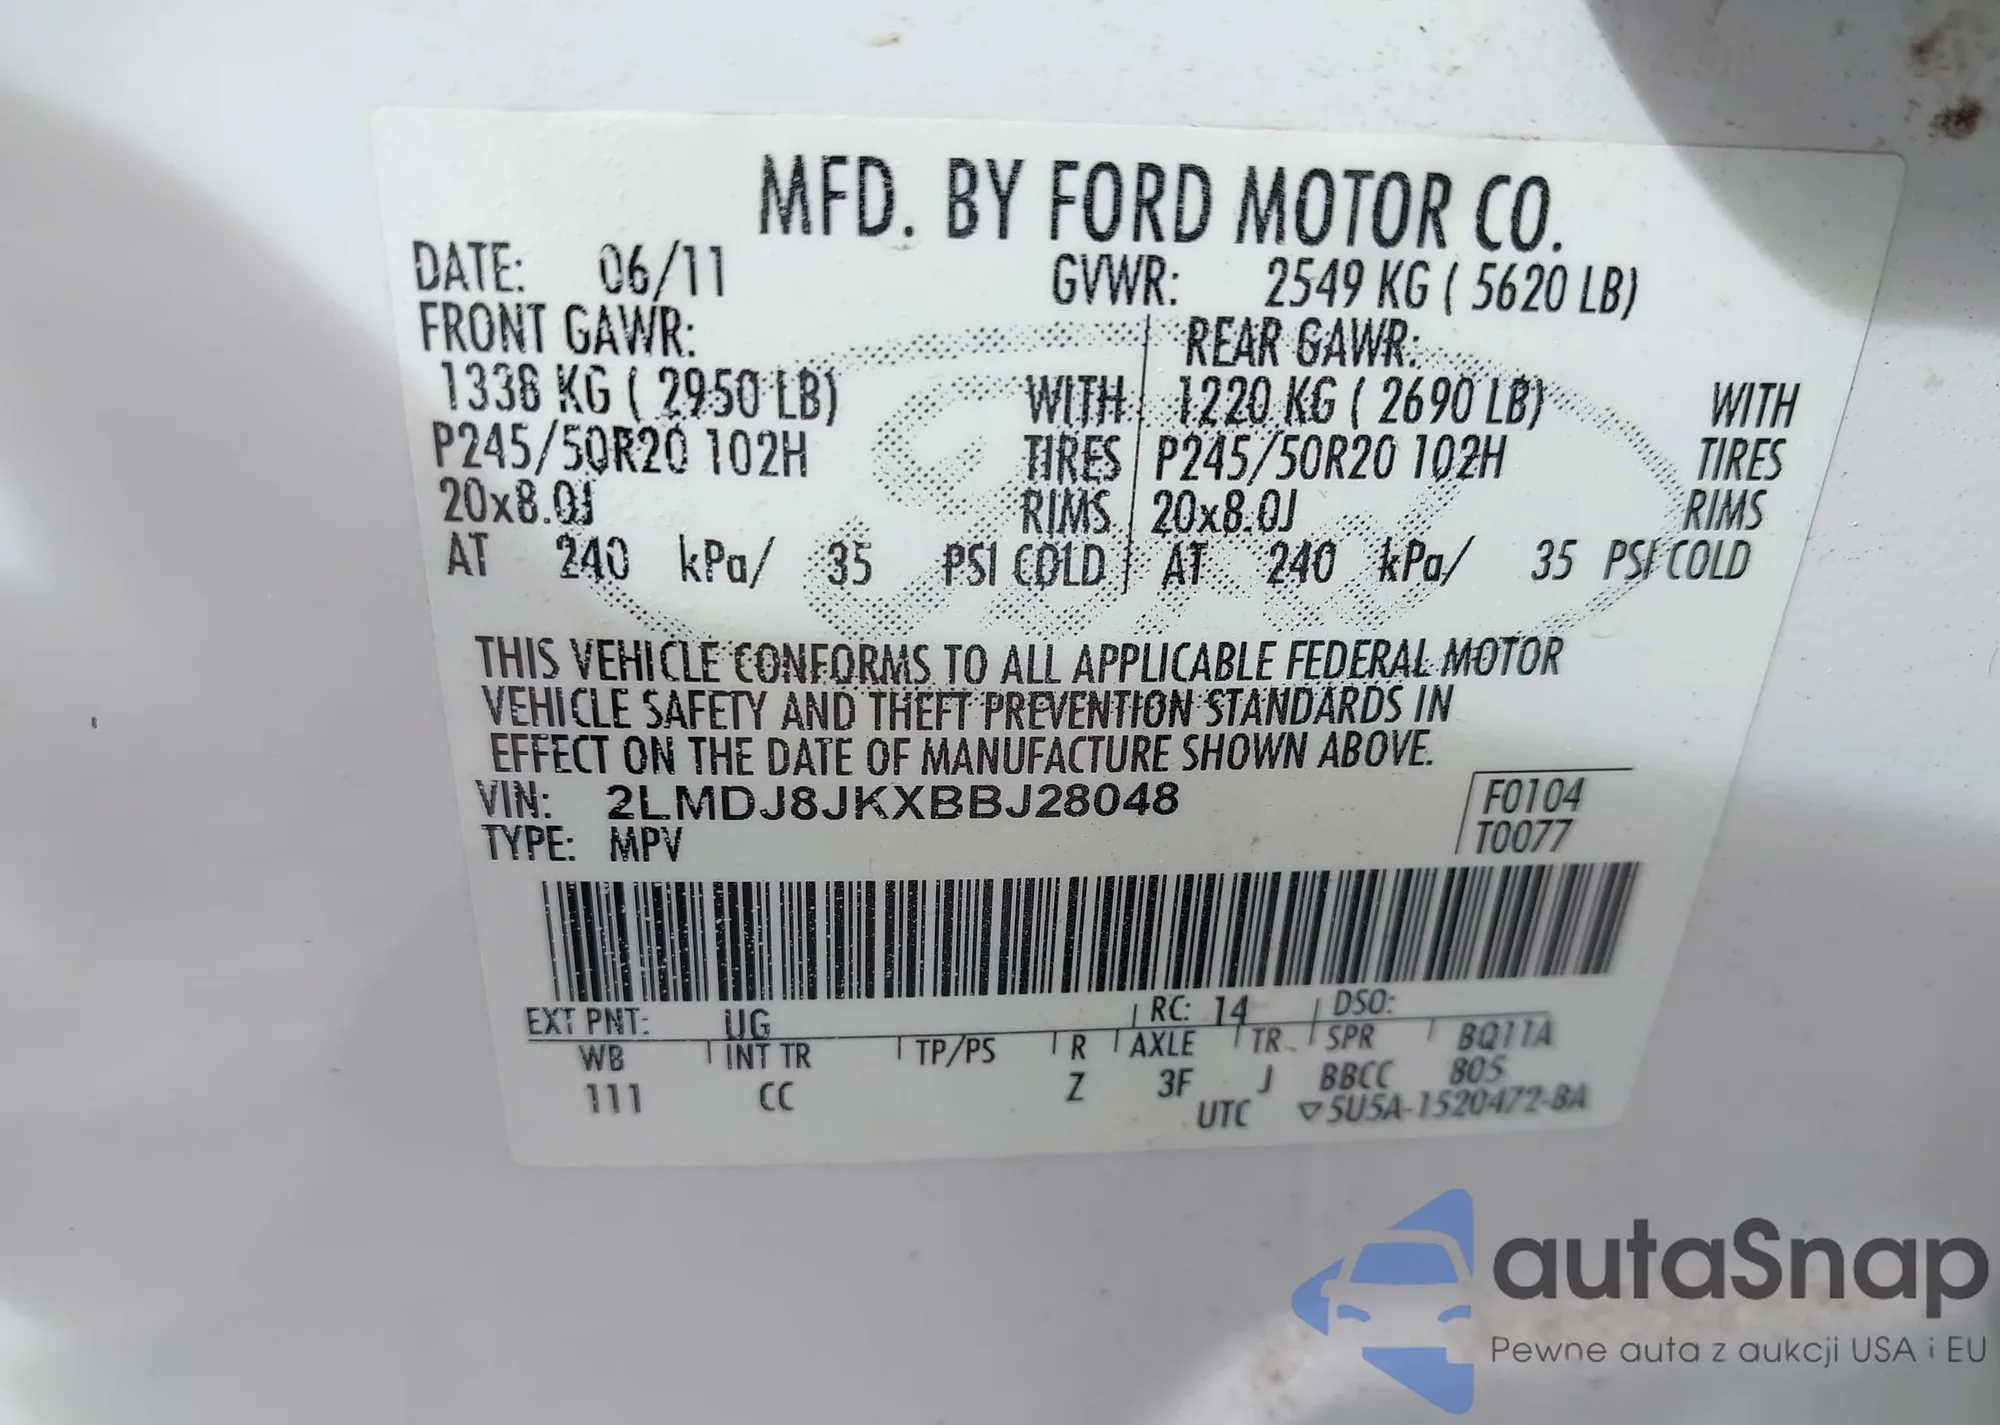 MFD. BY FORD MOTOR CO.
DATE: 06/11 GVWR: 2549 KG ( 5620 LB)
FRONT GAWR: REAR GAWR:
1338 KG ( 2950 LB) WITH 1220 KG ( 2690 LB) WITH
P245/50R20 102H TIRES P245/50R20 102H TIRES
20x8.0J RIMS 20x8.0J RIMS
AT 240 kPa/ 35 PSI COLD AT 240 kPa/ 35 PSI COLD
THIS VEHICLE CONFORMS TO ALL APPLICABLE FEDERAL MOTOR
VEHICLE SAFETY AND THEFT PREVENTION STANDARDS IN
EFFECT ON THE DATE OF MANUFACTURE SHOWN ABOVE.
VIN: 2LMDJ8JKXBBJ28048 F0104
TYPE: MPV T0077
EXT PNT: UG RC: 14 DSO:
WB INT TR TP/PS R AXLE TR SPR BQ11A
111 CC Z 3F J BBCC 805
UTC ▽5U5A-1520472-BA
autaSnap
Pewne auta z aukcji USA i EU